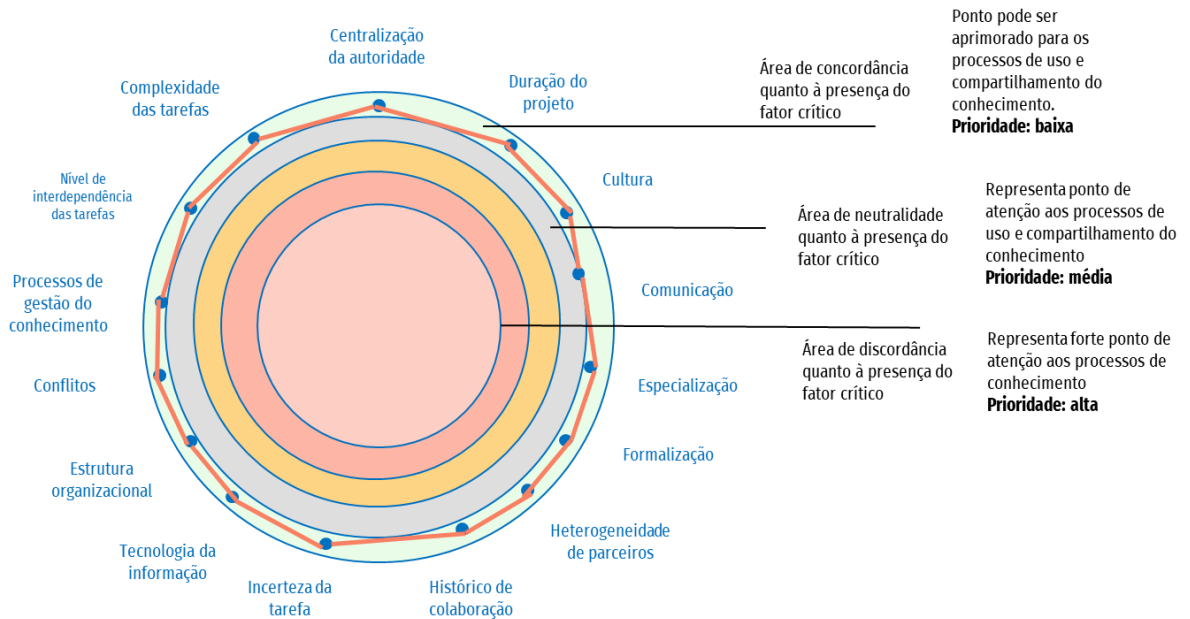 Centralização
da autoridade
Complexidade
das tarefas
Duração do
projeto
Nível de
interdependência
das tarefas
Cultura
Processos de
gestão do
conhecimento
Comunicação
Conflitos
Especialização
Estrutura
organizacional
Formalização
Tecnologia da
informação
Heterogeneidade
de parceiros
Incerteza da
tarefa
Histórico de
colaboração
Área de concordância
quanto à presença do
fator crítico
Ponto pode ser
aprimorado para os
processos de uso e
compartilhamento do
conhecimento.
Prioridade: baixa
Área de neutralidade
quanto à presença do
fator crítico
Representa ponto de
atenção aos processos de
uso e compartilhamento do
conhecimento
Prioridade: média
Área de discordância
quanto à presença do
fator crítico
Representa forte ponto de
atenção aos processos de
conhecimento
Prioridade: alta